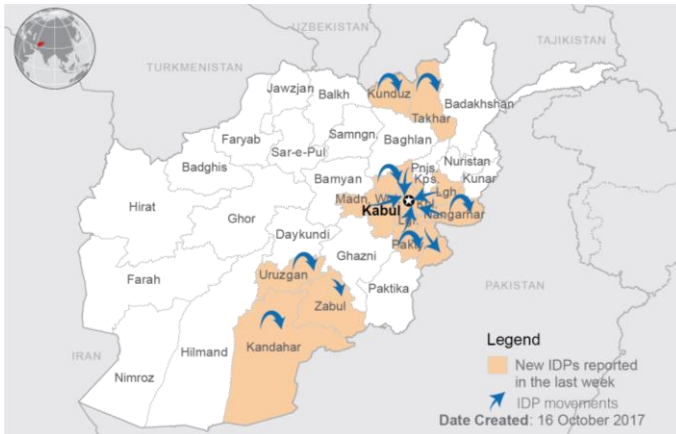 UZBEKISTAN
TAJIKISTAN
TURKMENISTAN
Jawzjan
Balkh
Kunduz
Takhar
Badakhshan
Faryab
Samngn.
Baghlan
Sar-e-Pul
Badghis
Bamyan
Pnjs.
Kps.
Nuristan
Kunar
Lgh.
Hirat
Madn. W
Kabul
Nangarhar
Ghor
Daykundi
Lgr.
Ghazni
Uruzgan
Paktika
Farah
Zabul
PAKISTAN
Kandahar
Hilmand
Nimroz
IRAN
Legend
New IDPs reported
in the last week
IDP movements
Date Created: 16 October 2017